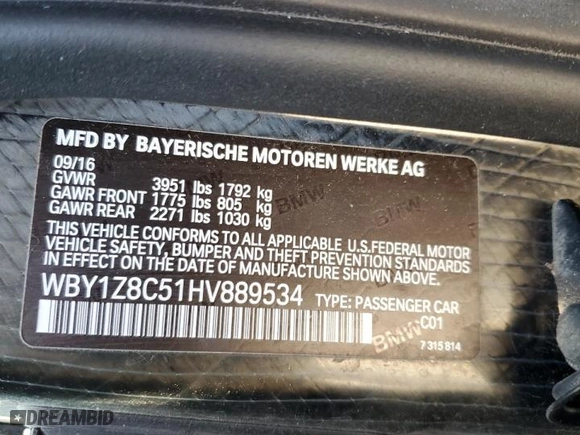 MFD BY BAYERISCHE MOTOREN WERKE AG
09/16
GVWR 3951 lbs 1792 kg
GAWR FRONT 1775 lbs 805 kg
GAWR REAR 2271 lbs 1030 kg
THIS VEHICLE CONFORMS TO ALL APPLICABLE U.S.FEDERAL MOTOR
VEHICLE SAFETY, BUMPER AND THEFT PREVENTION STANDARDS
IN EFFECT ON THE DATE OF MANUFACTURE SHOWN ABOVE.
WBY1Z8C51HV889534 TYPE: PASSENGER CAR
C01
BMW
7 315 814
DREAMBID